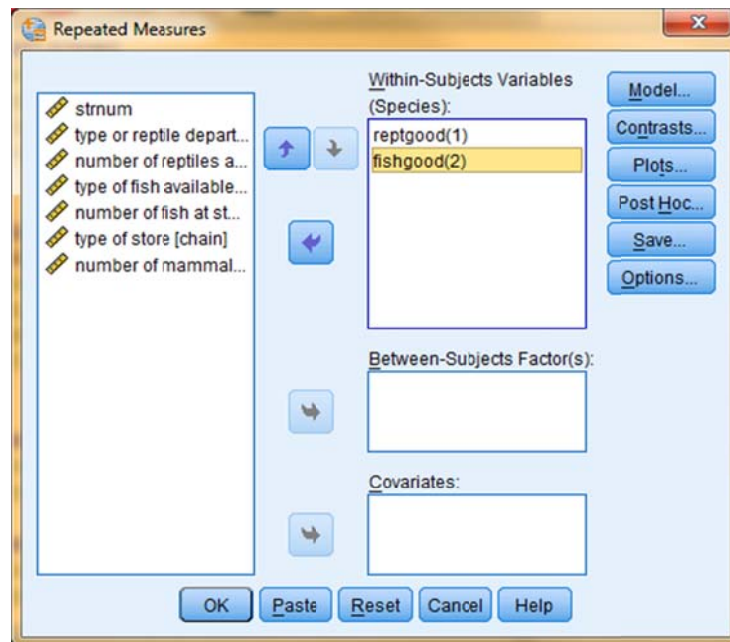 Repeated Measures
strnum
type or reptile depart...
number of reptiles a...
type of fish available...
number of fish at st...
type of store [chain]
number of mammal...
Within-Subjects Variables
(Species):
reptgood(1)
fishgood(2)
Between-Subjects Factor(s):
Covariates:
Model...
Contrasts...
Plots...
Post Hoc...
Save...
Options...
OK
Paste
Reset
Cancel
Help